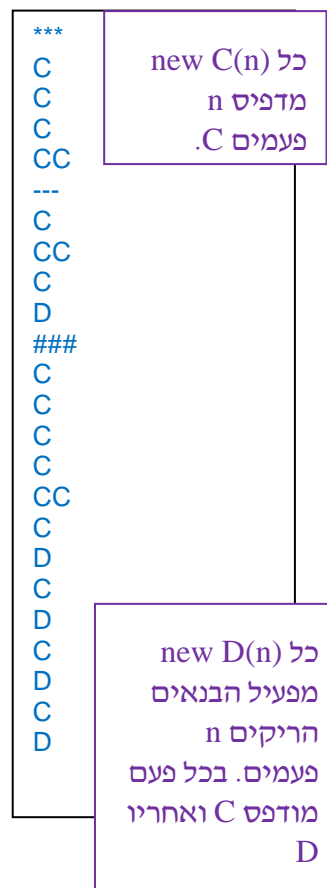 ***
C
C
C
CC
---
C
CC
C
D
###
C
C
C
C
CC
C
D
C
D
C
D
C
D
כל new C(n)
מדפיס n
פעמים C.
כל new D(n)
מפעיל הבנאים
הריקים n
פעמים. בכל פעם
מודפס C ואחריו
D